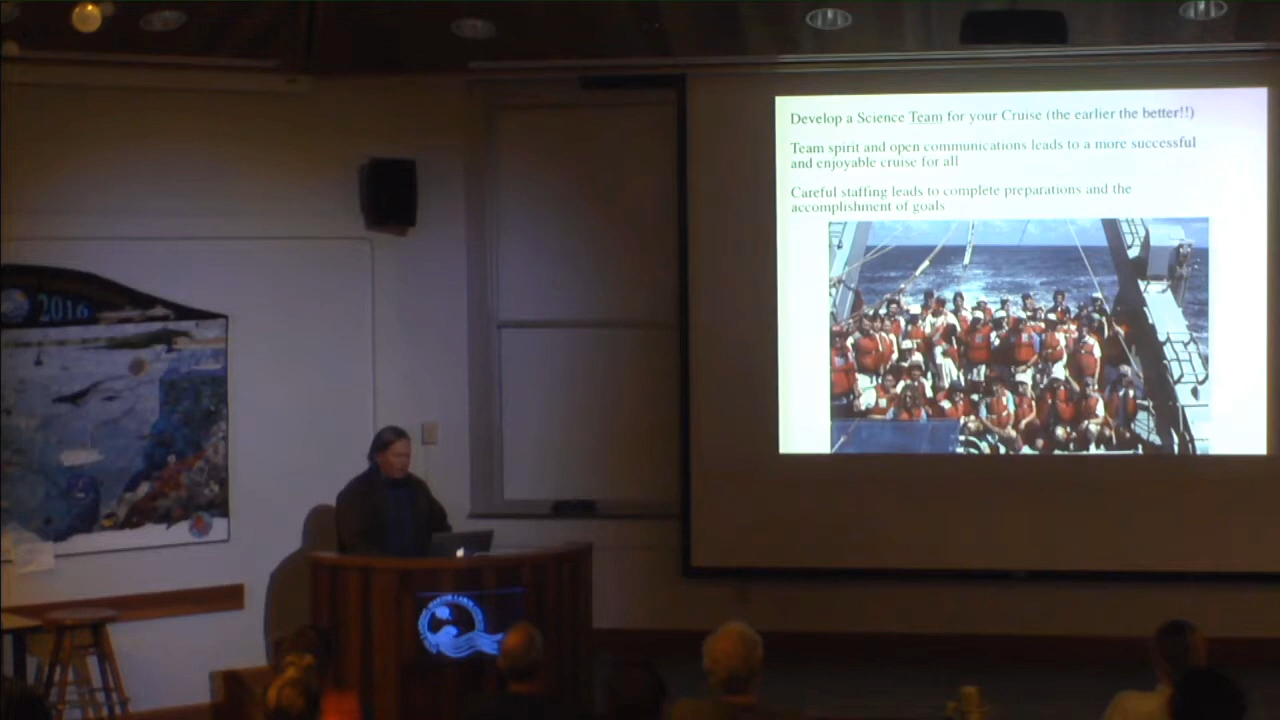 Develop a Science Team for your Cruise (the earlier the better!!)
Team spirit and open communications leads to a more successful
and enjoyable cruise for all
Careful staffing leads to complete preparations and the
accomplishment of goals
2016